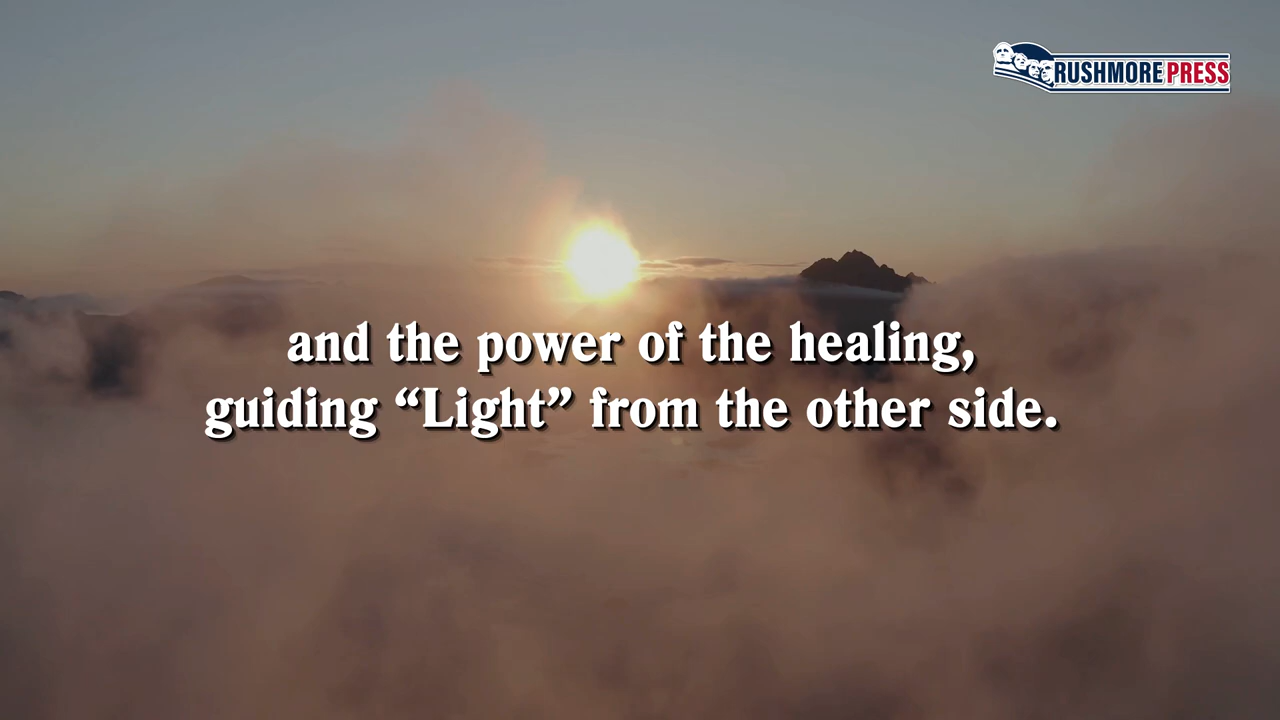 RUSHMORE PRESS
and the power of the healing,
guiding “Light” from the other side.